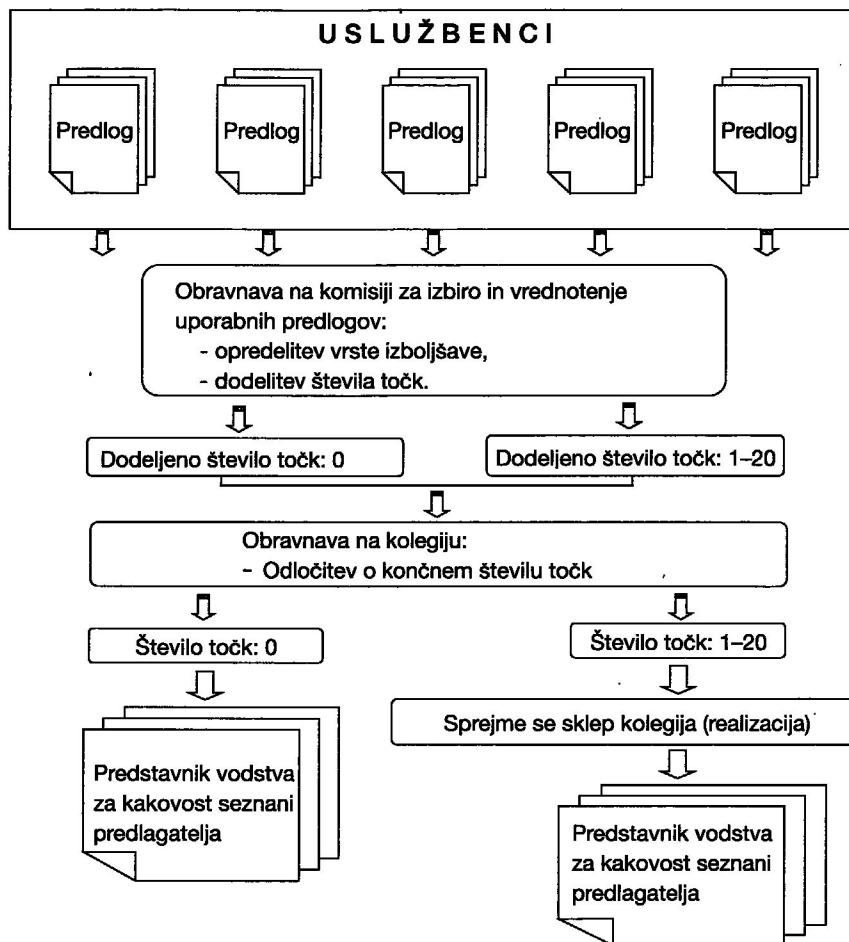 USLUŽBENCI
Predlog
Predlog
Predlog
Predlog
Predlog
Obravnava na komisiji za izbiro in vrednotenje
uporabnih predlogov:
- opredelitev vrste izboljšave,
- dodelitev števila točk.
Dodeljeno število točk: 0
Dodeljeno število točk: 1–20
Obravnava na kolegiju:
- Odločitev o končnem številu točk
Število točk: 0
Število točk: 1–20
Sprejme se sklep kolegija (realizacija)
Predstavnik vodstva
za kakovost seznani
predlagatelja
Predstavnik vodstva
za kakovost seznani
predlagatelja